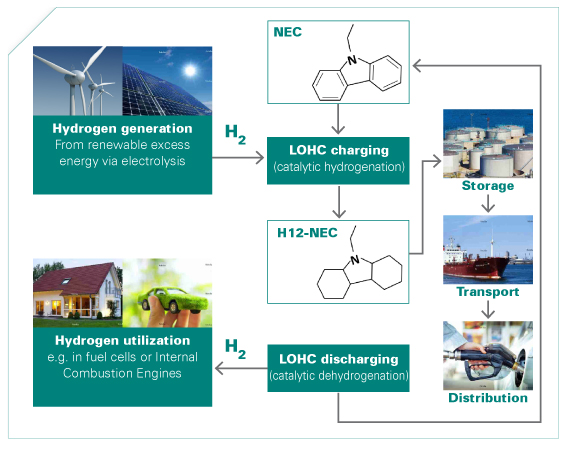 NEC
N
Hydrogen generation
From renewable excess
energy via electrolysis
H2
LOHC charging
(catalytic hydrogenation)
Storage
H12-NEC
N
Transport
Hydrogen utilization
e.g. in fuel cells or Internal
Combustion Engines
H2
LOHC discharging
(catalytic dehydrogenation)
Distribution